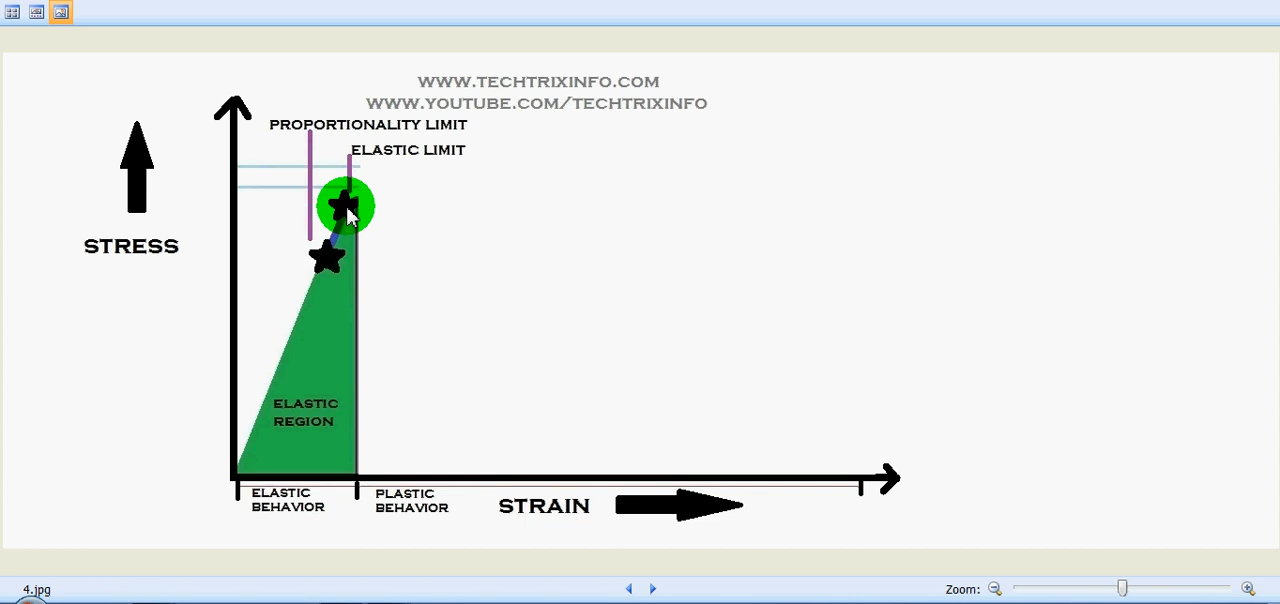 WWW.TECHTRIXINFO.COM
WWW.YOUTUBE.COM/TECHTRIXINFO
PROPORTIONALITY LIMIT
ELASTIC LIMIT
STRESS
ELASTIC
REGION
ELASTIC
BEHAVIOR
PLASTIC
BEHAVIOR
STRAIN
4.jpg
Zoom: